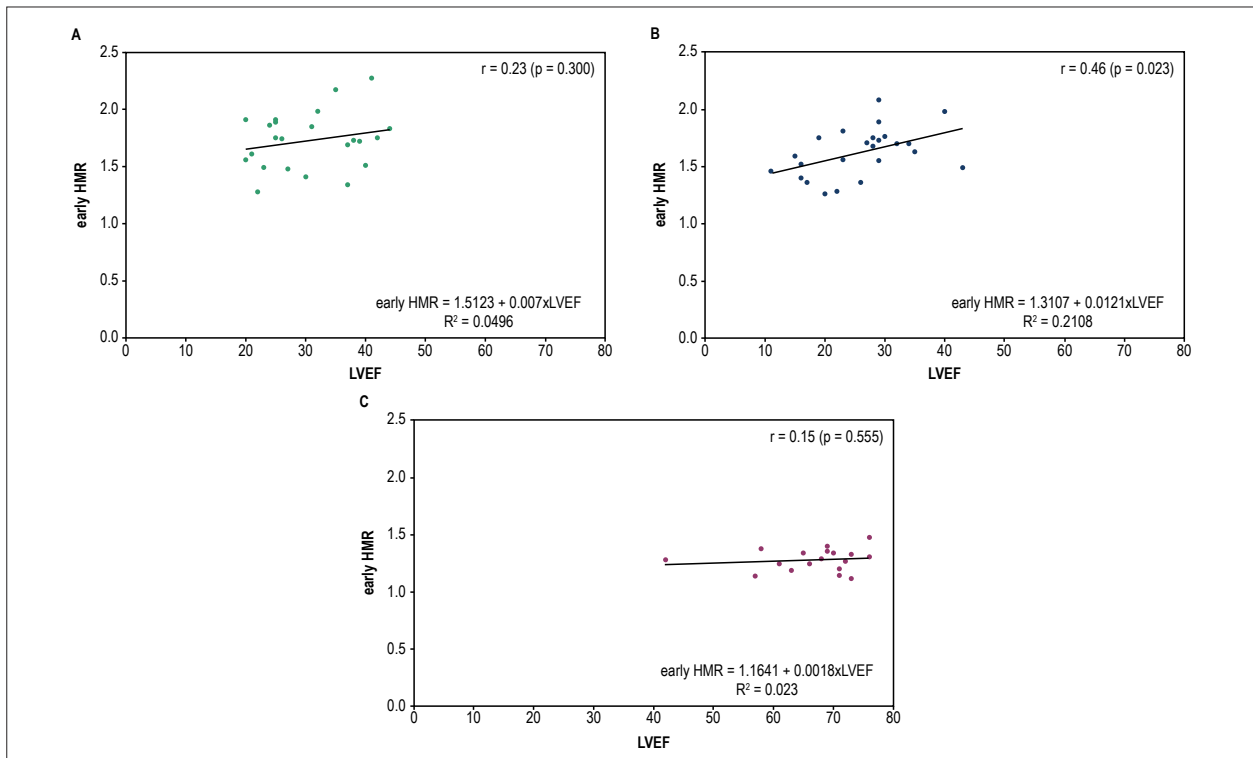 A
2.5
2.0
1.5
1.0
0.5
0.0
early HMR
r = 0.23 (p = 0.300)
early HMR = 1.5123 + 0.007xLVEF
R² = 0.0496
0 10 20 30 40 50 60 70 80
LVEF
B
2.5
2.0
1.5
1.0
0.5
0.0
early HMR
r = 0.46 (p = 0.023)
early HMR = 1.3107 + 0.0121xLVEF
R² = 0.2108
0 10 20 30 40 50 60 70 80
LVEF
C
2.5
2.0
1.5
1.0
0.5
0.0
early HMR
r = 0.15 (p = 0.555)
early HMR = 1.1641 + 0.0018xLVEF
R² = 0.023
0 10 20 30 40 50 60 70 80
LVEF